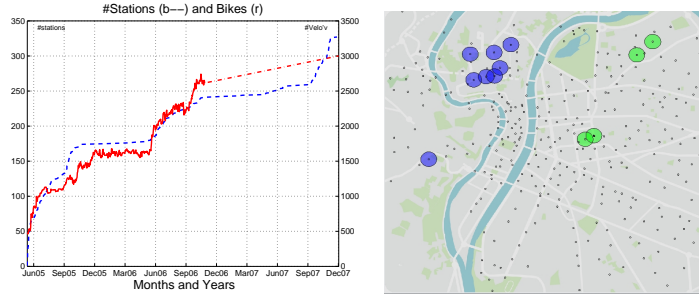 #Stations (b−−) and Bikes (r)
350 #stations #Velo'v 3500
300 3000
250 2500
200 2000
150 1500
100 1000
50 500
0 0
Jun05 Sep05 Dec05 Mar06 Jun06 Sep06 Dec06 Mar07 Jun07 Sep07 Dec07
Months and Years